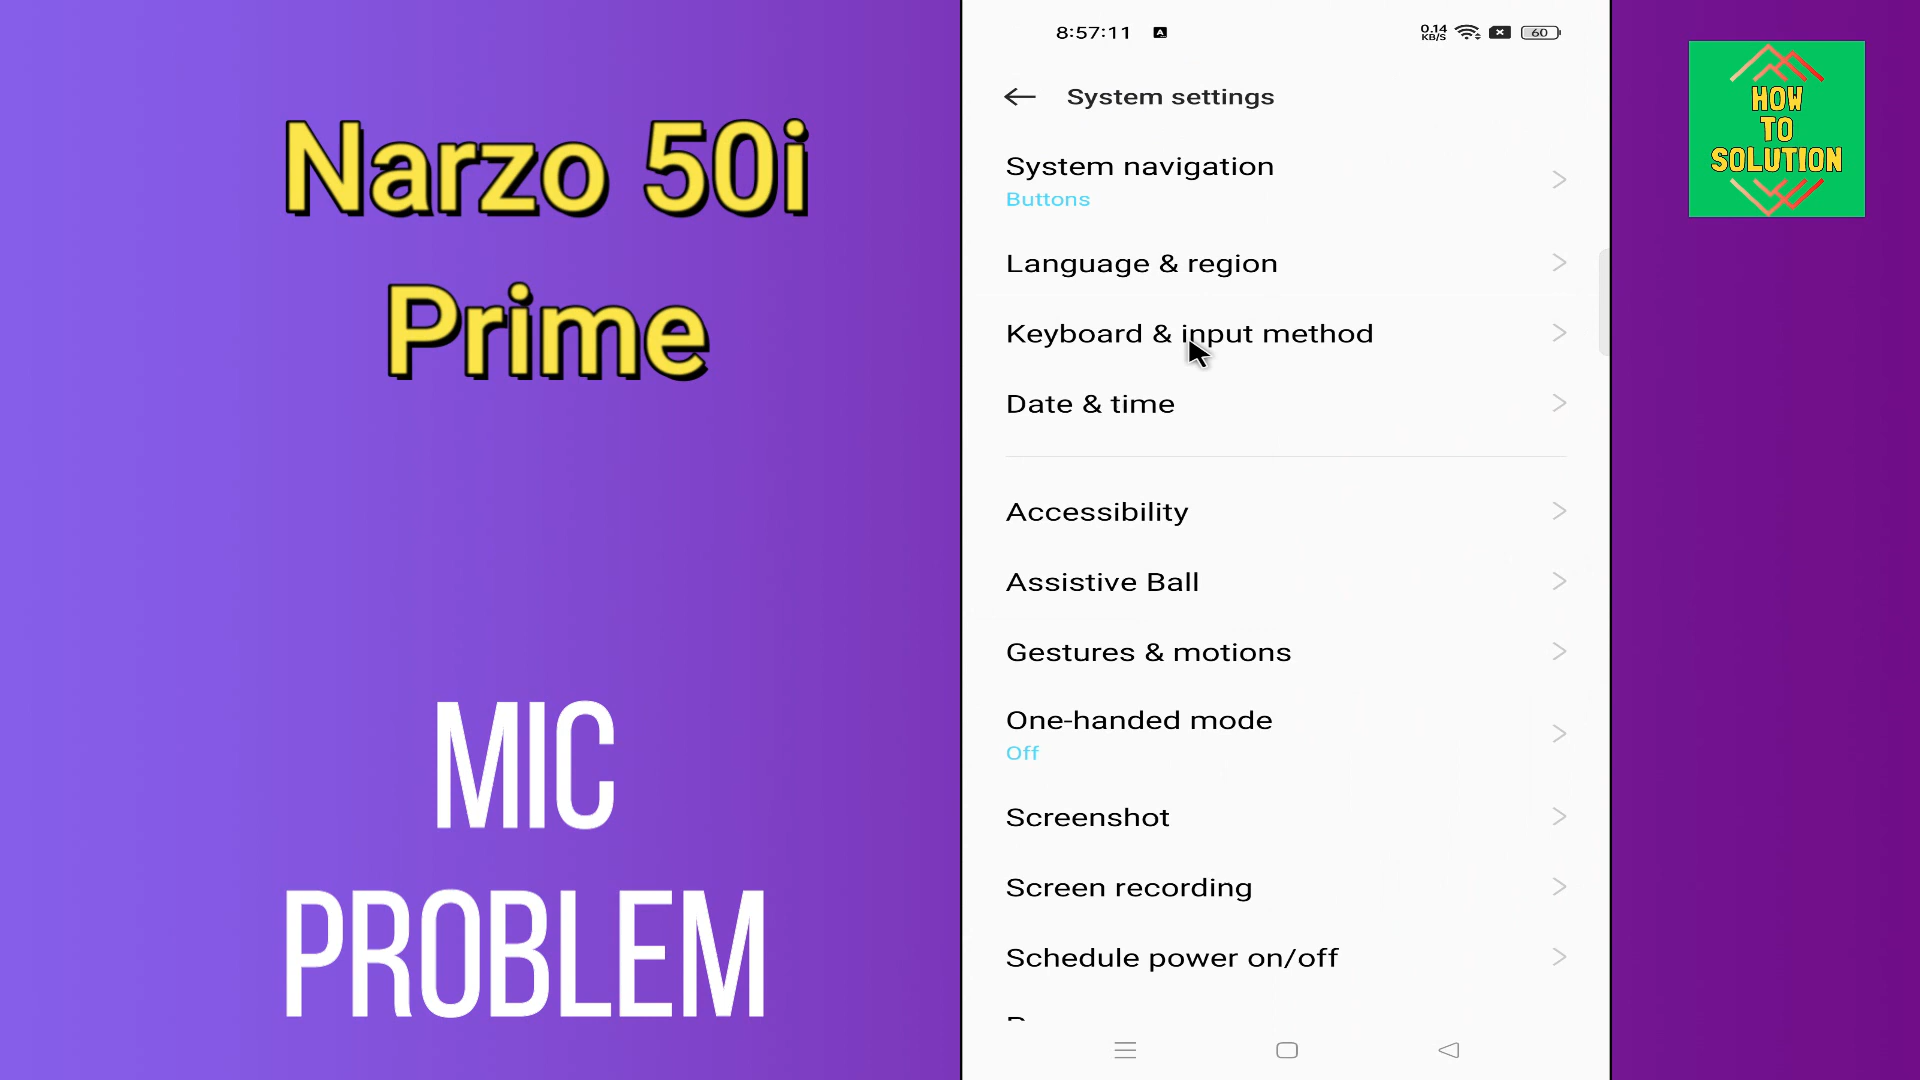 Narzo 50i
Prime
MIC
PROBLEM
8:57:11
A
0.14
KB/S
60
System settings
System navigation
Buttons
Language & region
Keyboard & input method
Date & time
Accessibility
Assistive Ball
Gestures & motions
One-handed mode
Off
Screenshot
Screen recording
Schedule power on/off
HOW
TO
SOLUTION